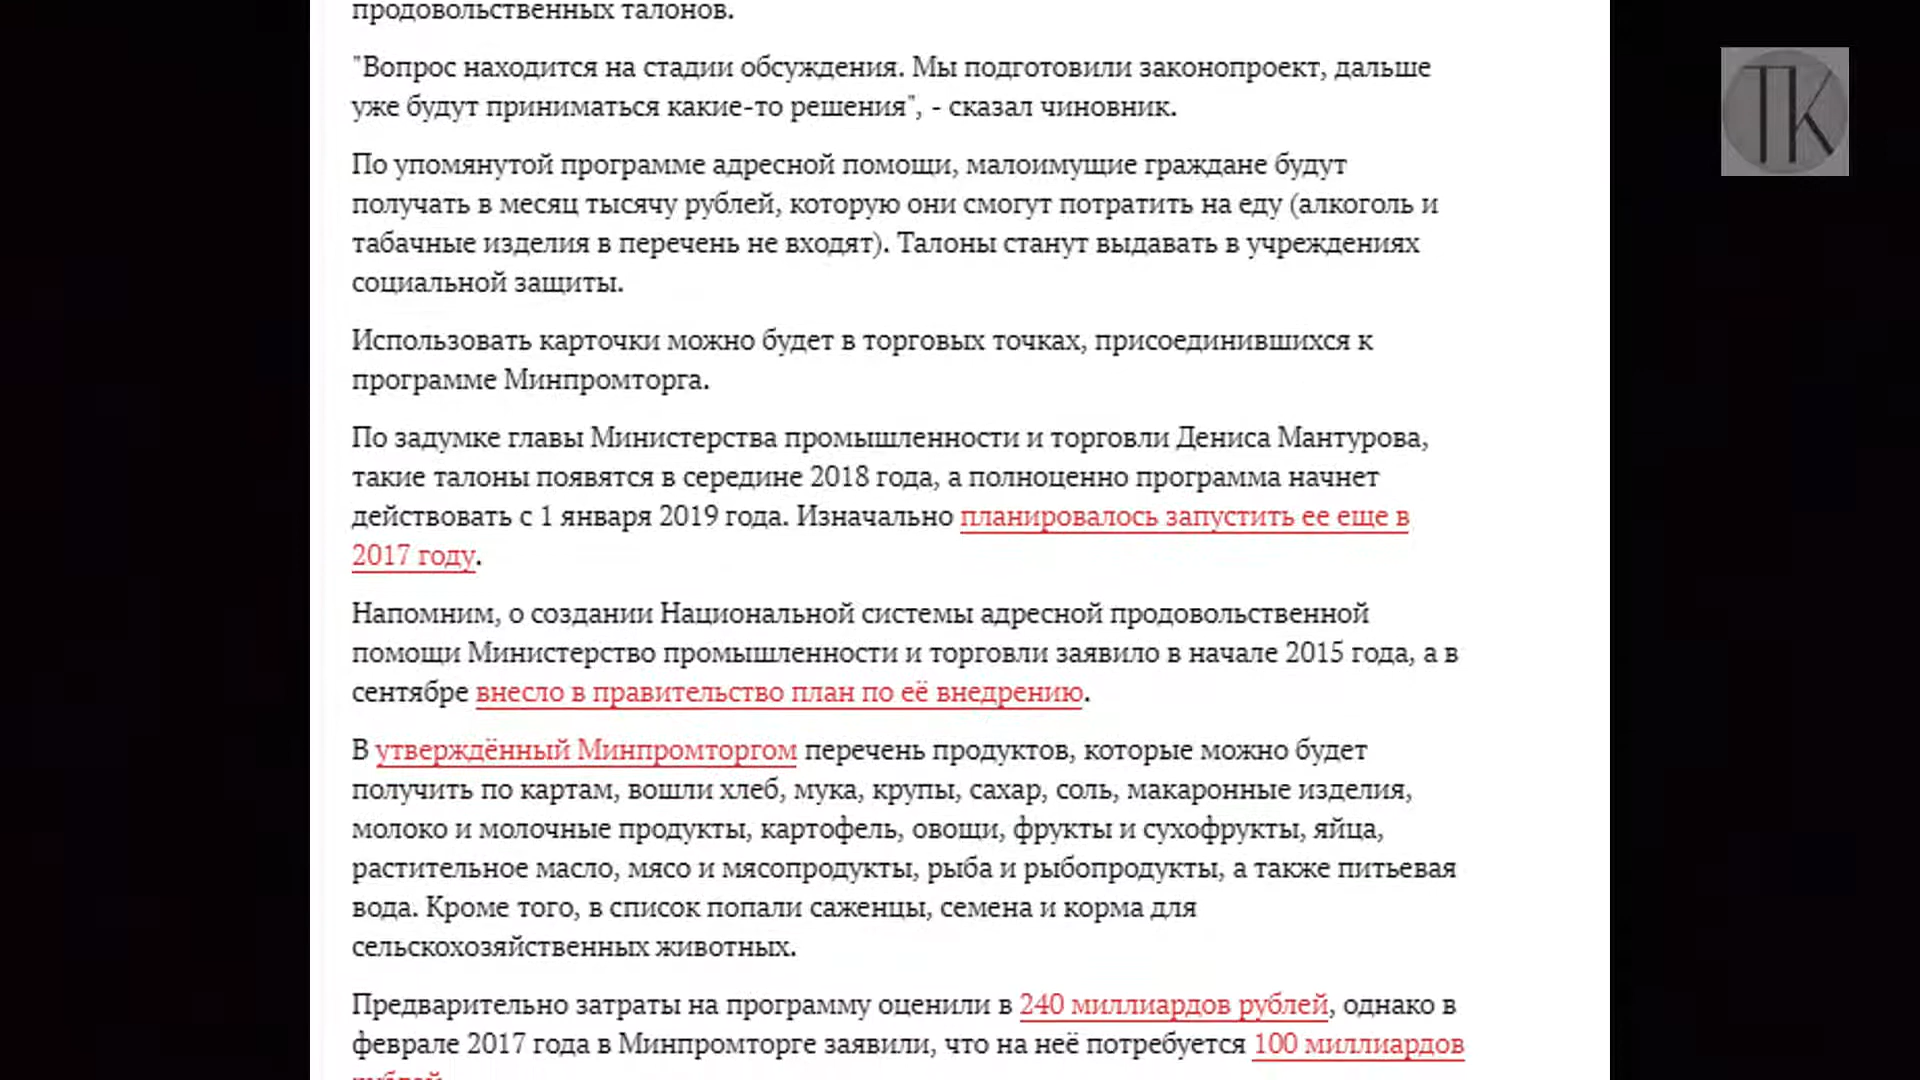 продовольственных талонов.
"Вопрос находится на стадии обсуждения. Мы подготовили законопроект, дальше
уже будут приниматься какие-то решения", - сказал чиновник.
По упомянутой программе адресной помощи, малоимущие граждане будут
получать в месяц тысячу рублей, которую они смогут потратить на еду (алкоголь и
табачные изделия в перечень не входят). Талоны станут выдавать в учреждениях
социальной защиты.
Использовать карточки можно будет в торговых точках, присоединившихся к
программе Минпромторга.
По задумке главы Министерства промышленности и торговли Дениса Мантурова,
такие талоны появятся в середине 2018 года, а полноценно программа начнет
действовать с 1 января 2019 года. Изначально планировалось запустить ее еще в
2017 году.
Напомним, о создании Национальной системы адресной продовольственной
помощи Министерство промышленности и торговли заявило в начале 2015 года, а в
сентябре внесло в правительство план по её внедрению.
В утверждённый Минпромторгом перечень продуктов, которые можно будет
получить по картам, вошли хлеб, мука, крупы, сахар, соль, макаронные изделия,
молоко и молочные продукты, картофель, овощи, фрукты и сухофрукты, яйца,
растительное масло, мясо и мясопродукты, рыба и рыбопродукты, а также питьевая
вода. Кроме того, в список попали саженцы, семена и корма для
сельскохозяйственных животных.
Предварительно затраты на программу оценили в 240 миллиардов рублей, однако в
феврале 2017 года в Минпромторге заявили, что на неё потребуется 100 миллиардов
ТК